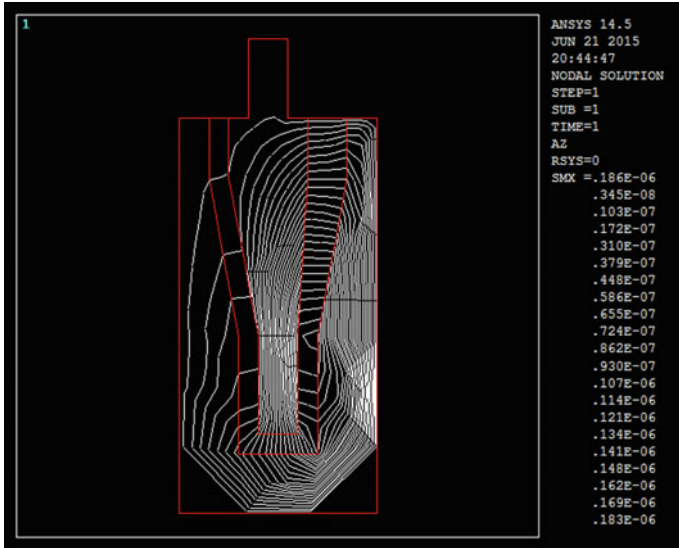 1
ANSYS 14.5
JUN 21 2015
20:44:47
NODAL SOLUTION
STEP=1
SUB =1
TIME=1
AZ
RSYS=0
SMX =.186E-06
.345E-08
.103E-07
.172E-07
.310E-07
.379E-07
.448E-07
.586E-07
.655E-07
.724E-07
.862E-07
.930E-07
.107E-06
.114E-06
.121E-06
.134E-06
.141E-06
.148E-06
.162E-06
.169E-06
.183E-06